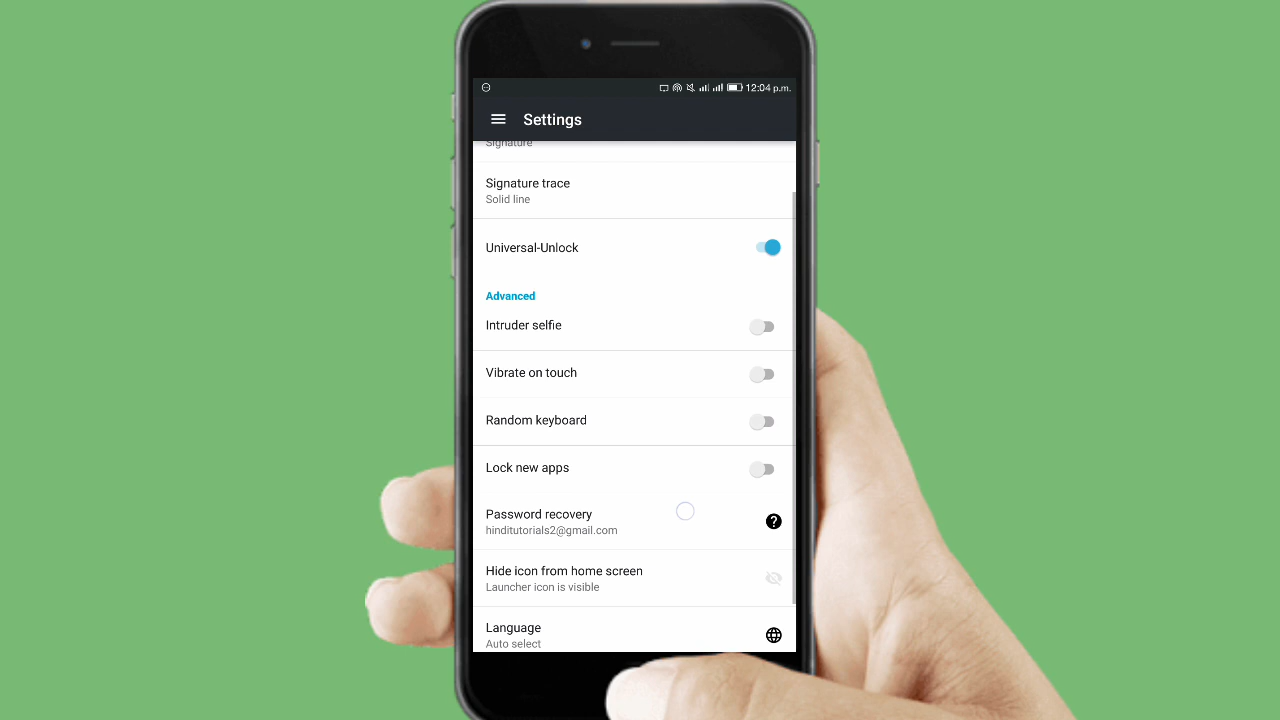 12:04 p.m.
Settings
Signature
Signature trace
Solid line
Universal-Unlock
Advanced
Intruder selfie
Vibrate on touch
Random keyboard
Lock new apps
Password recovery
hinditutorials2@gmail.com
Hide icon from home screen
Launcher icon is visible
Language
Auto select